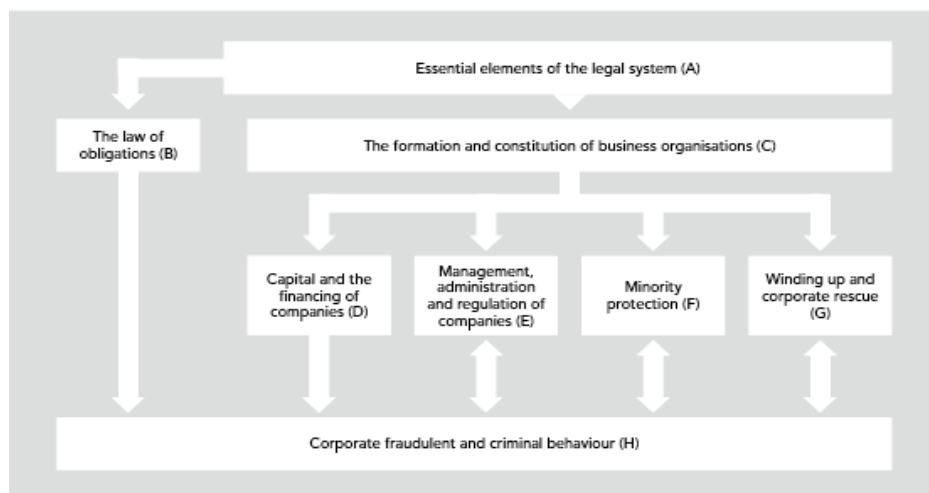 Essential elements of the legal system (A)
The law of
obligations (B)
The formation and constitution of business organisations (C)
Capital and the
financing of
companies (D)
Management,
administration
and regulation of
companies (E)
Minority
protection (F)
Winding up and
corporate rescue
(G)
Corporate fraudulent and criminal behaviour (H)